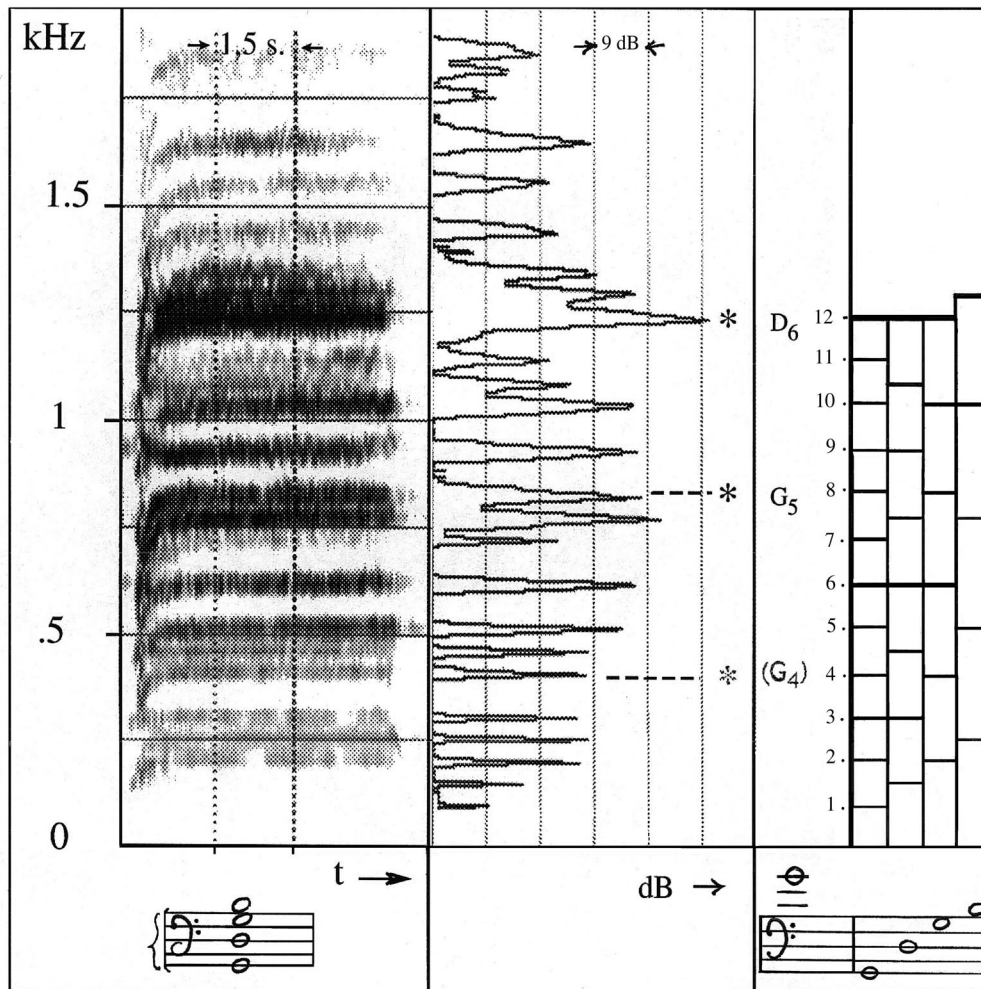 kHz
1,5 s.
9 dB
1.5
1
.5
0
* D6
* G5
* (G4)
12
11 .
10 .
9 .
8 .
7 .
6 .
5 .
4 .
3 .
2 .
1 .
t →
dB →